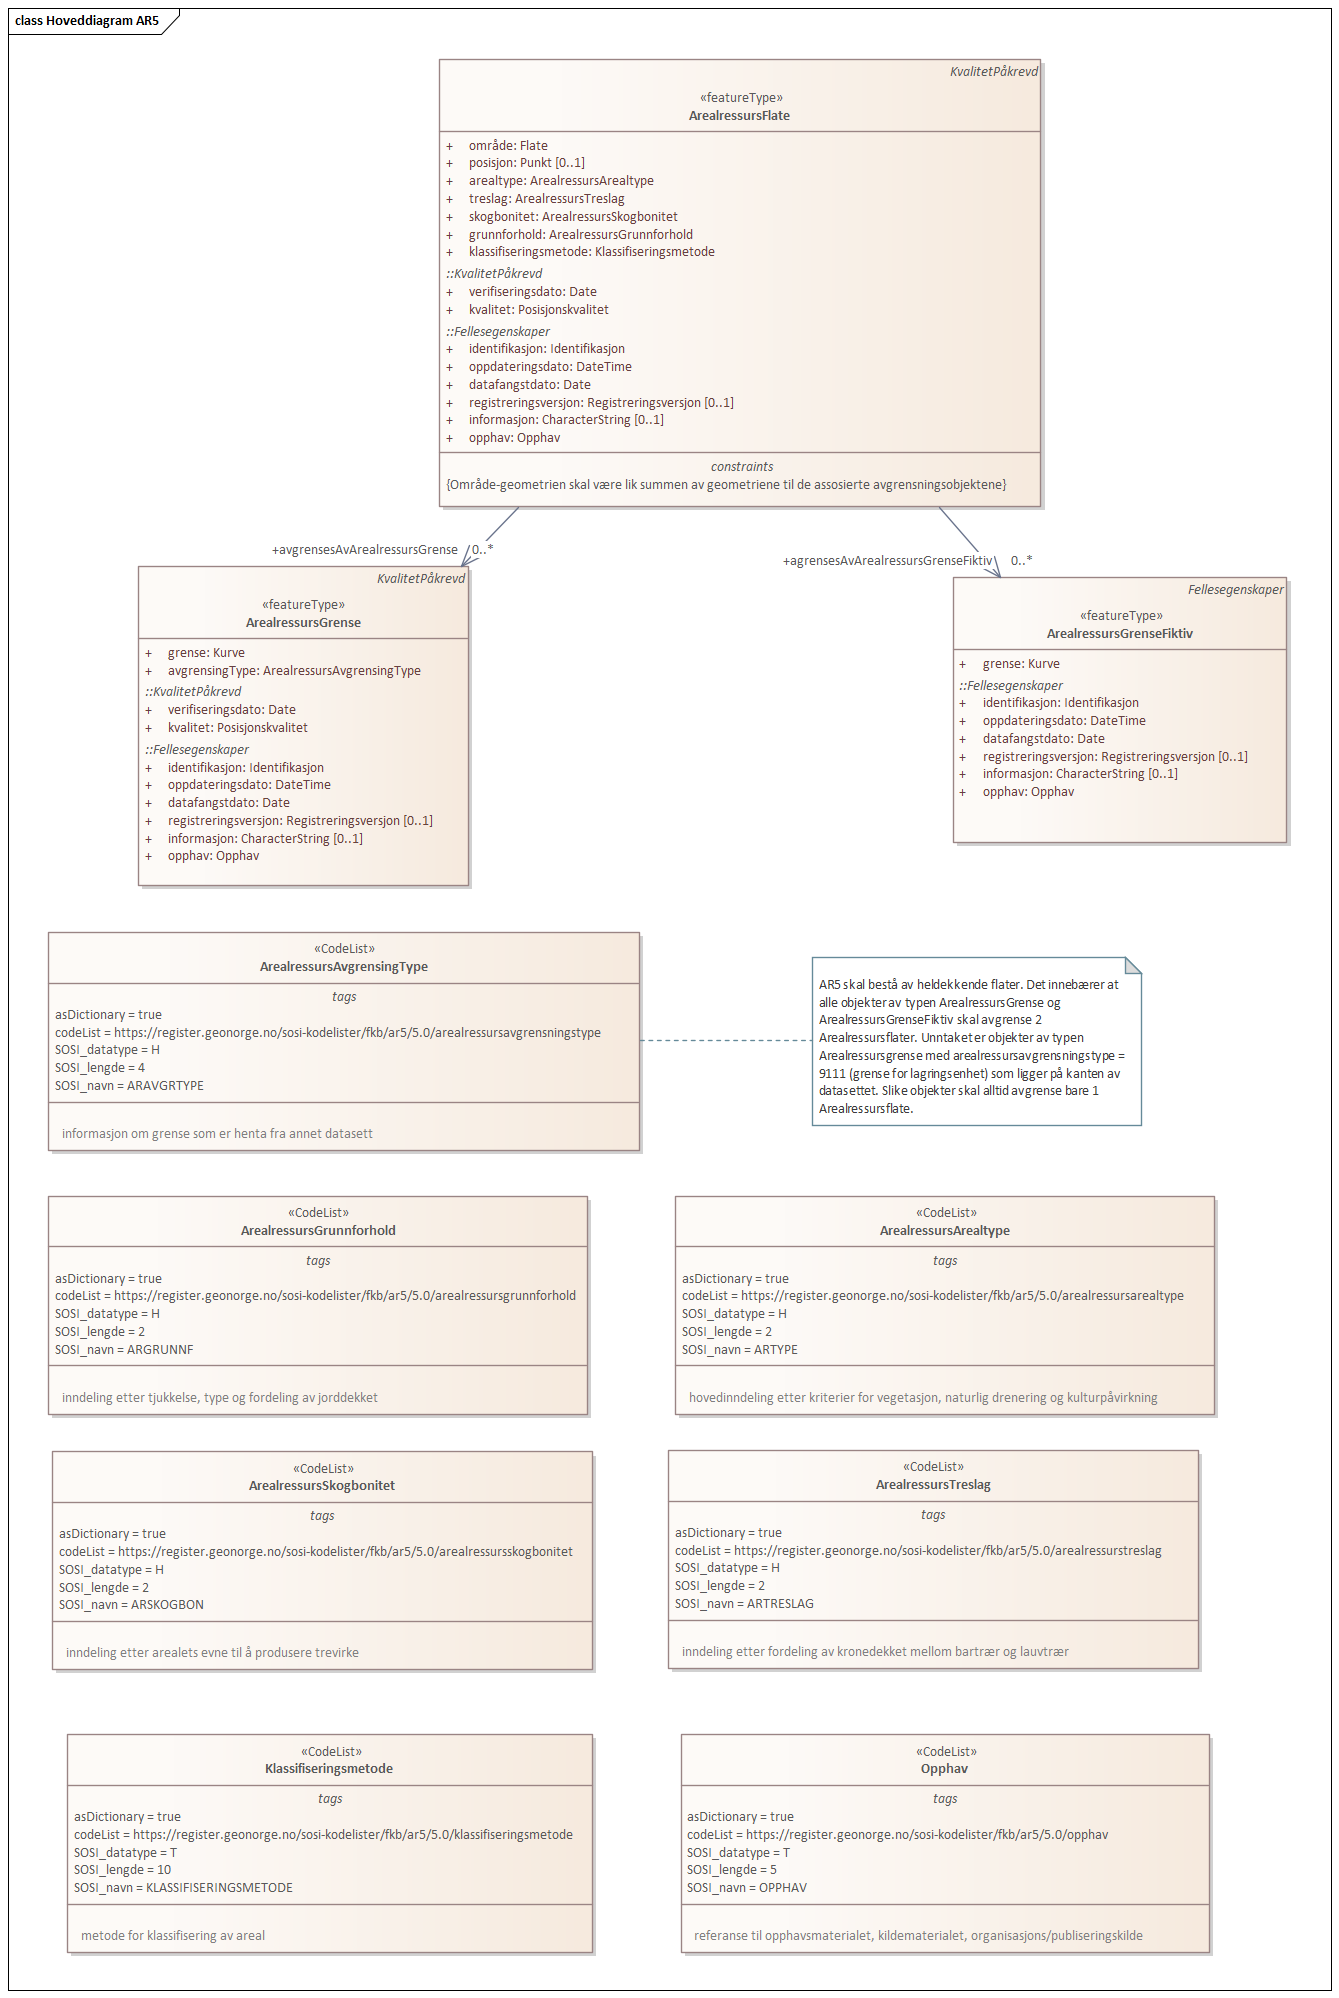 class Hoveddiagram AR5
KvalitetPåkrevd
«featureType»
ArealressursFlate
+ område: Flate
+ posisjon: Punkt [0..1]
+ arealtype: ArealressursArealtype
+ treslag: ArealressursTreslag
+ skogbonitet: ArealressursSkogbonitet
+ grunnforhold: ArealressursGrunnforhold
+ klassifiseringsmetode: Klassifiseringsmetode
::KvalitetPåkrevd
+ verifiseringsdato: Date
+ kvalitet: Posisjonskvalitet
::Fellesegenskaper
+ identifikasjon: Identifikasjon
+ oppdateringsdato: DateTime
+ datafangstdato: Date
+ registreringsversjon: Registreringsversjon [0..1]
+ informasjon: CharacterString [0..1]
+ opphav: Opphav
constraints
{Område-geometrien skal være lik summen av geometriene til de assosierte avgrensningsobjektene}
+avgrensesAvArealressursGrense 0..*
+agrensesAvArealressursGrenseFiktiv 0..*
KvalitetPåkrevd
«featureType»
ArealressursGrense
+ grense: Kurve
+ avgrensingType: ArealressursAvgrensingType
::KvalitetPåkrevd
+ verifiseringsdato: Date
+ kvalitet: Posisjonskvalitet
::Fellesegenskaper
+ identifikasjon: Identifikasjon
+ oppdateringsdato: DateTime
+ datafangstdato: Date
+ registreringsversjon: Registreringsversjon [0..1]
+ informasjon: CharacterString [0..1]
+ opphav: Opphav
Fellesegenskaper
«featureType»
ArealressursGrenseFiktiv
+ grense: Kurve
::Fellesegenskaper
+ identifikasjon: Identifikasjon
+ oppdateringsdato: DateTime
+ datafangstdato: Date
+ registreringsversjon: Registreringsversjon [0..1]
+ informasjon: CharacterString [0..1]
+ opphav: Opphav
«CodeList»
ArealressursAvgrensingType
tags
asDictionary = true
codeList = https://register.geonorge.no/sosi-kodelister/fkb/ar5/5.0/arealressursavgrensningstype
SOSI_datatype = H
SOSI_lengde = 4
SOSI_navn = ARAVGRTYPE
informasjon om grense som er henta fra annet datasett
AR5 skal bestå av heldekkende flater. Det innebærer at
alle objekter av typen ArealressursGrense og
ArealressursGrenseFiktiv skal avgrense 2
Arealressursflater. Unntaket er objekter av typen
Arealressursgrense med arealressursavgrensningstype =
9111 (grense for lagringsenhet) som ligger på kanten av
datasettet. Slike objekter skal alltid avgrense bare 1
Arealressursflate.
«CodeList»
ArealressursGrunnforhold
tags
asDictionary = true
codeList = https://register.geonorge.no/sosi-kodelister/fkb/ar5/5.0/arealressursgrunnforhold
SOSI_datatype = H
SOSI_lengde = 2
SOSI_navn = ARGRUNNF
inndeling etter tjukkelse, type og fordeling av jorddekket
«CodeList»
ArealressursArealtype
tags
asDictionary = true
codeList = https://register.geonorge.no/sosi-kodelister/fkb/ar5/5.0/arealressursarealtype
SOSI_datatype = H
SOSI_lengde = 2
SOSI_navn = ARTYPE
hovedinndeling etter kriterier for vegetasjon, naturlig drenering og kulturpåvirkning
«CodeList»
ArealressursSkogbonitet
tags
asDictionary = true
codeList = https://register.geonorge.no/sosi-kodelister/fkb/ar5/5.0/arealressursskogbonitet
SOSI_datatype = H
SOSI_lengde = 2
SOSI_navn = ARSKOGBON
inndeling etter arealets evne til å produsere trevirke
«CodeList»
ArealressursTreslag
tags
asDictionary = true
codeList = https://register.geonorge.no/sosi-kodelister/fkb/ar5/5.0/arealressurstreslag
SOSI_datatype = H
SOSI_lengde = 2
SOSI_navn = ARTRESLAG
inndeling etter fordeling av kronedekket mellom bartrær og lauvtrær
«CodeList»
Klassifiseringsmetode
tags
asDictionary = true
codeList = https://register.geonorge.no/sosi-kodelister/fkb/ar5/5.0/klassifiseringsmetode
SOSI_datatype = T
SOSI_lengde = 10
SOSI_navn = KLASSIFISERINGSMETODE
metode for klassifisering av areal
«CodeList»
Opphav
tags
asDictionary = true
codeList = https://register.geonorge.no/sosi-kodelister/fkb/ar5/5.0/opphav
SOSI_datatype = T
SOSI_lengde = 5
SOSI_navn = OPPHAV
referanse til opphavsmaterialet, kildematerialet, organisasjons/publiseringskilde